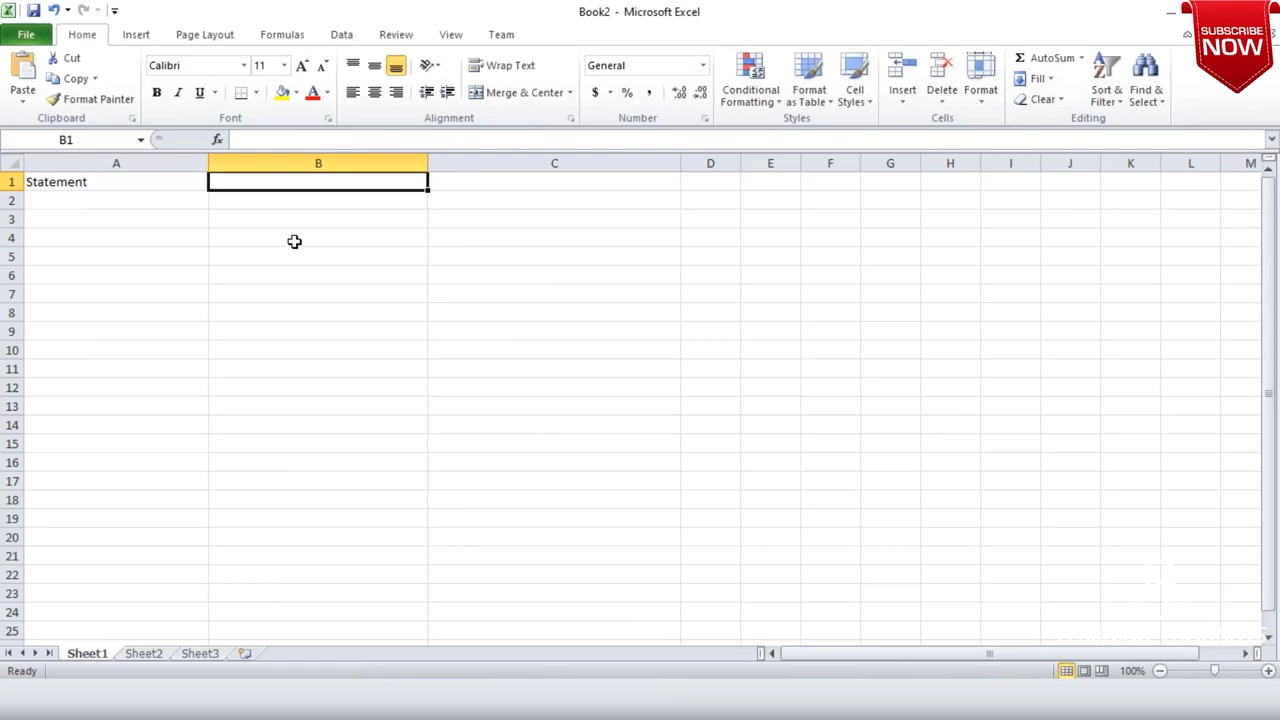 Book2 - Microsoft Excel
SUBSCRIBE
NOW
File Home Insert Page Layout Formulas Data Review View Team
Paste
Cut
Copy
Format Painter
Clipboard
Calibri 11
B I U A
Font
Wrap Text
Merge & Center
Alignment
General
$ % ,
Number
Conditional
Formatting
Format
as Table
Cell
Styles
Styles
Insert
Delete
Format
Cells
Σ AutoSum
Fill
Clear
Sort &
Filter
Find &
Select
Editing
B1 fx
A B C D E F G H I J K L M
1 Statement
2
3
4
5
6
7
8
9
10
11
12
13
14
15
16
17
18
19
20
21
22
23
24
25
Sheet1 Sheet2 Sheet3
Ready 100%